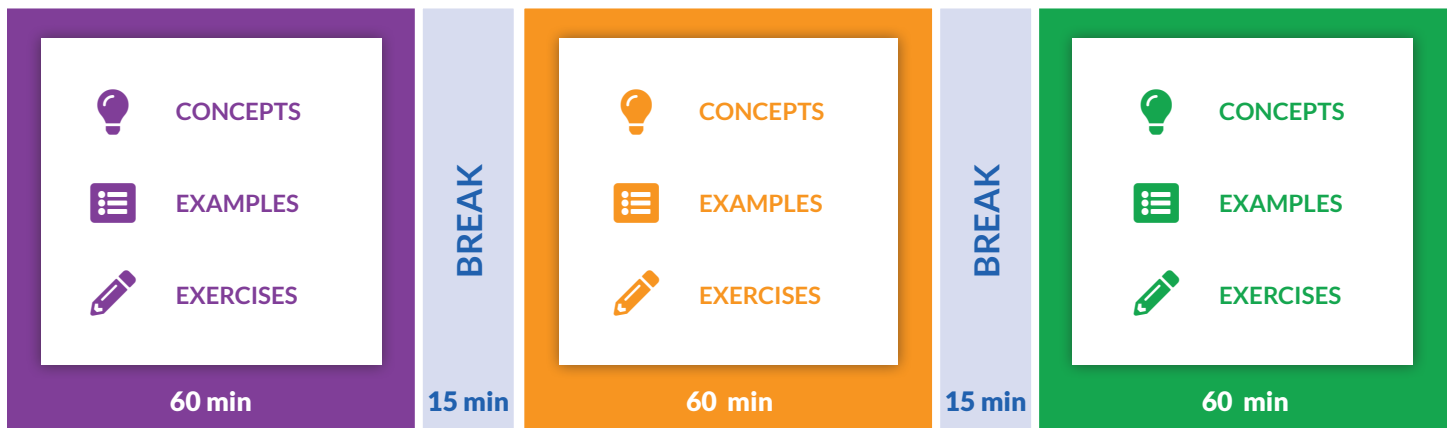 CONCEPTS
EXAMPLES
EXERCISES
60 min
BREAK
15 min
CONCEPTS
EXAMPLES
EXERCISES
60 min
BREAK
15 min
CONCEPTS
EXAMPLES
EXERCISES
60 min